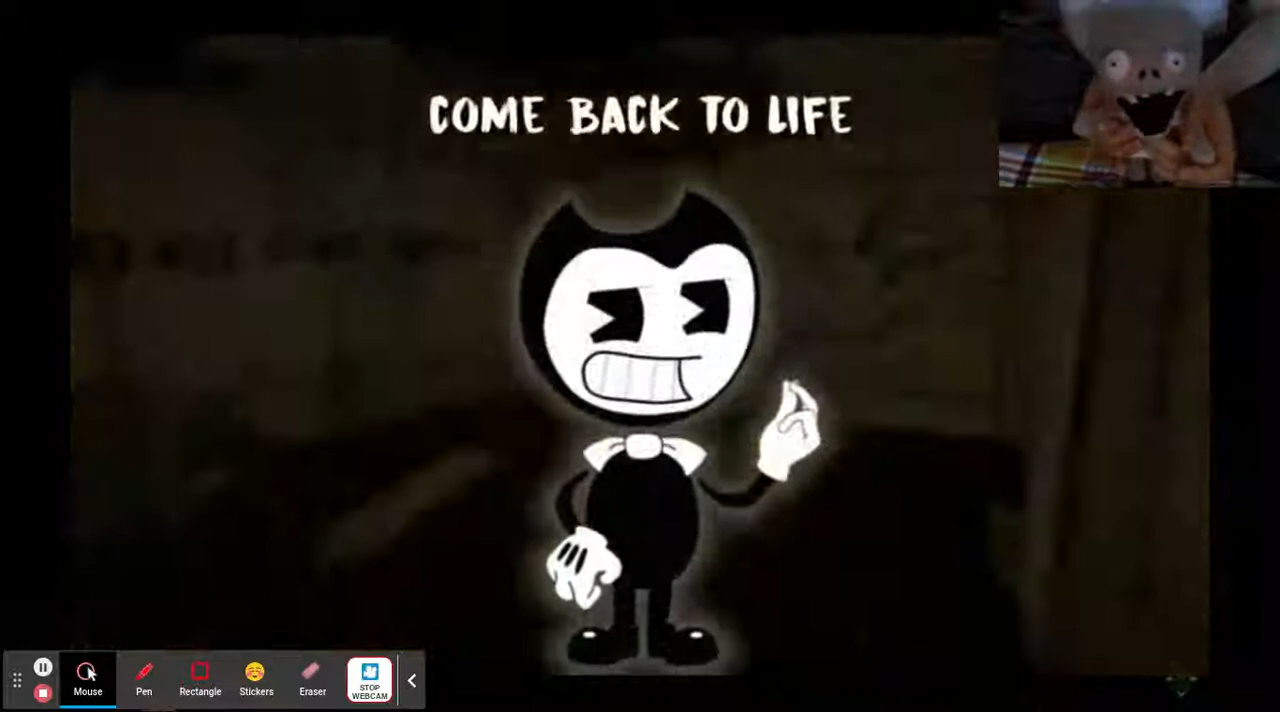 COME BACK TO LIFE
Mouse
Pen
Rectangle
Stickers
Eraser
STOP
WEBCAM